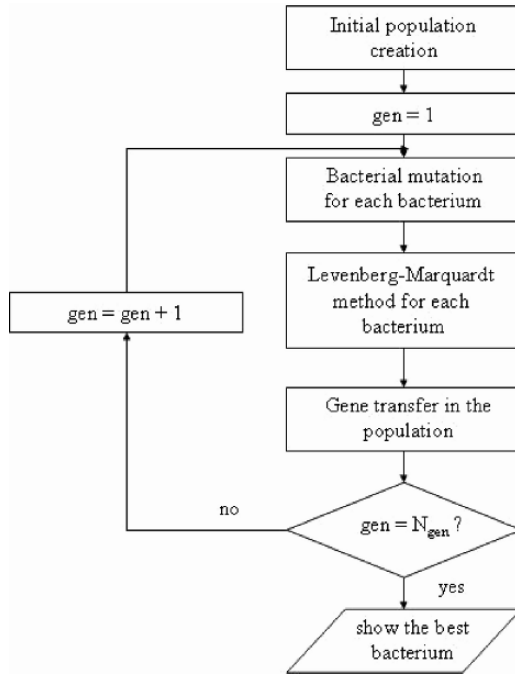 Initial population
creation
gen = 1
Bacterial mutation
for each bacterium
Levenberg-Marquardt
method for each
bacterium
gen = gen + 1
Gene transfer in the
population
no
gen = N_gen ?
yes
show the best
bacterium